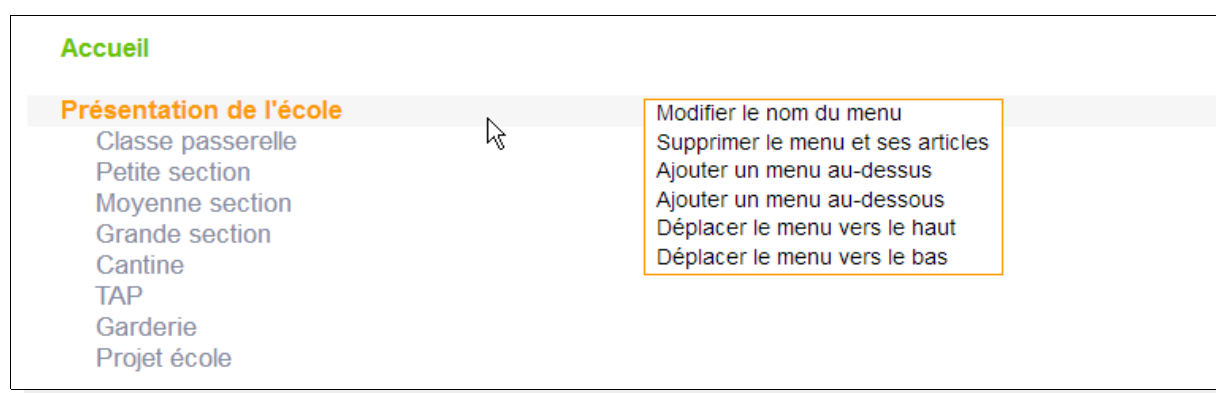 Accueil
Présentation de l'école
Classe passerelle
Petite section
Moyenne section
Grande section
Cantine
TAP
Garderie
Projet école
Modifier le nom du menu
Supprimer le menu et ses articles
Ajouter un menu au-dessus
Ajouter un menu au-dessous
Déplacer le menu vers le haut
Déplacer le menu vers le bas